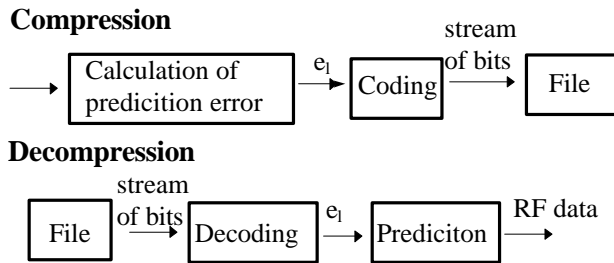 Compression
Calculation of
predicition error
e_l
Coding
stream
of bits
File
Decompression
File
stream
of bits
Decoding
e_l
Prediciton
RF data